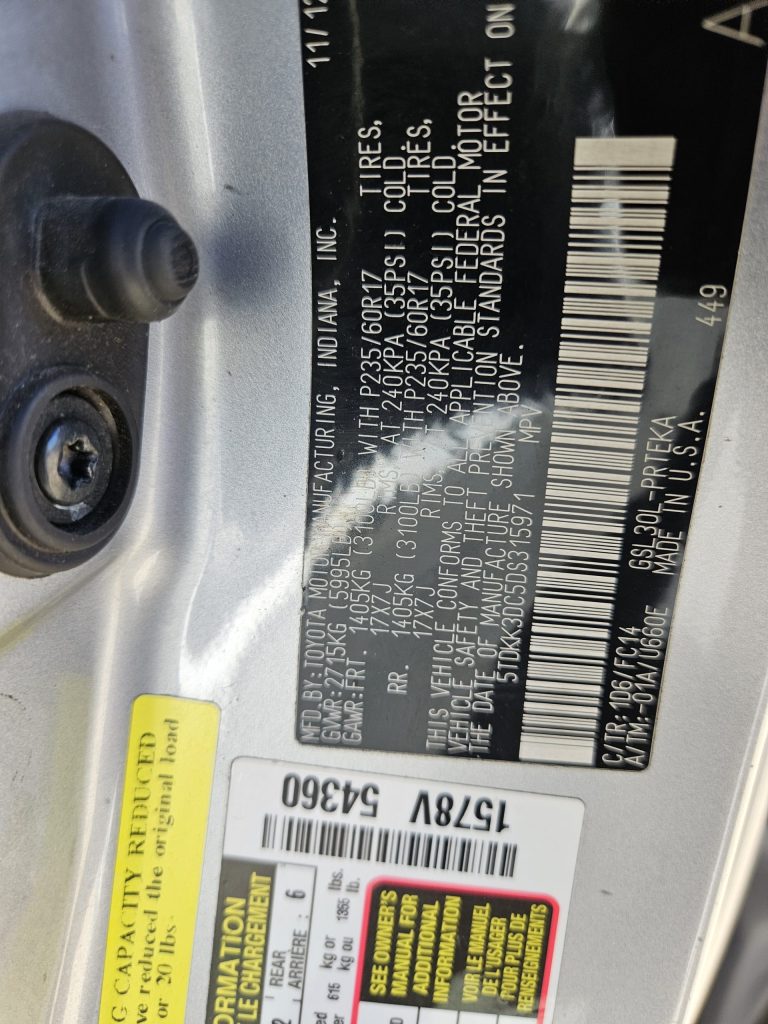 MFD.BY:TOYOTA MOTOR MANUFACTURING, INDIANA, INC. 11/12
GVWR:2715KG (5995LB)
GAWR:FRT. 1405KG (3100LB) WITH P235/60R17 TIRES,
17X7J RIMS, AT 240KPA (35PSI) COLD
RR. 1405KG (3100LB) WITH P235/60R17 TIRES,
17X7J RIMS, 240KPA (35PSI) COLD
THIS VEHICLE CONFORMS TO ALL APPLICABLE FEDERAL MOTOR
VEHICLE SAFETY AND THEFT PREVENTION STANDARDS IN EFFECT ON
THE DATE OF MANUFACTURE SHOWN ABOVE.
5TDKK3DC5DS315971 MPV
C/TR:1D6/FC14 GSL30L-PRTEKA 449
A/TM:-01A/U660E MADE IN U.S.A.
A
1578V 54360
G CAPACITY REDUCED
ve reduced the original load
or 20 lbs
ORMATION
LE CHARGEMENT
2 REAR
ARRIÈRE : 6
615 kg or 1355 lbs.
kg ou lb.
SEE OWNER'S
MANUAL FOR
ADDITIONAL
INFORMATION
VOIR LE MANUEL
DE L'USAGER
POUR PLUS DE
RENSEIGNEMENTS